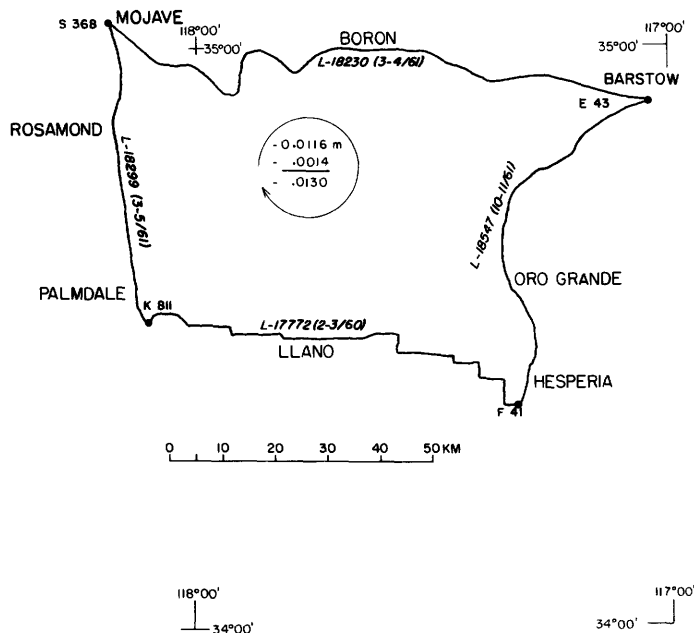 S 368 MOJAVE
118°00'
35°00'
117°00'
35°00'
BORON
L-18230 (3-4/61)
BARSTOW
E 43
ROSAMOND
L-18299 (3-5/61)
- 0.0116 m
- .0014
- .0130
L-18547 (10-11/61)
ORO GRANDE
PALMDALE
K 811
L-17772 (2-3/60)
LLANO
HESPERIA
F 41
0 10 20 30 40 50 KM
118°00'
34°00'
117°00'
34°00'